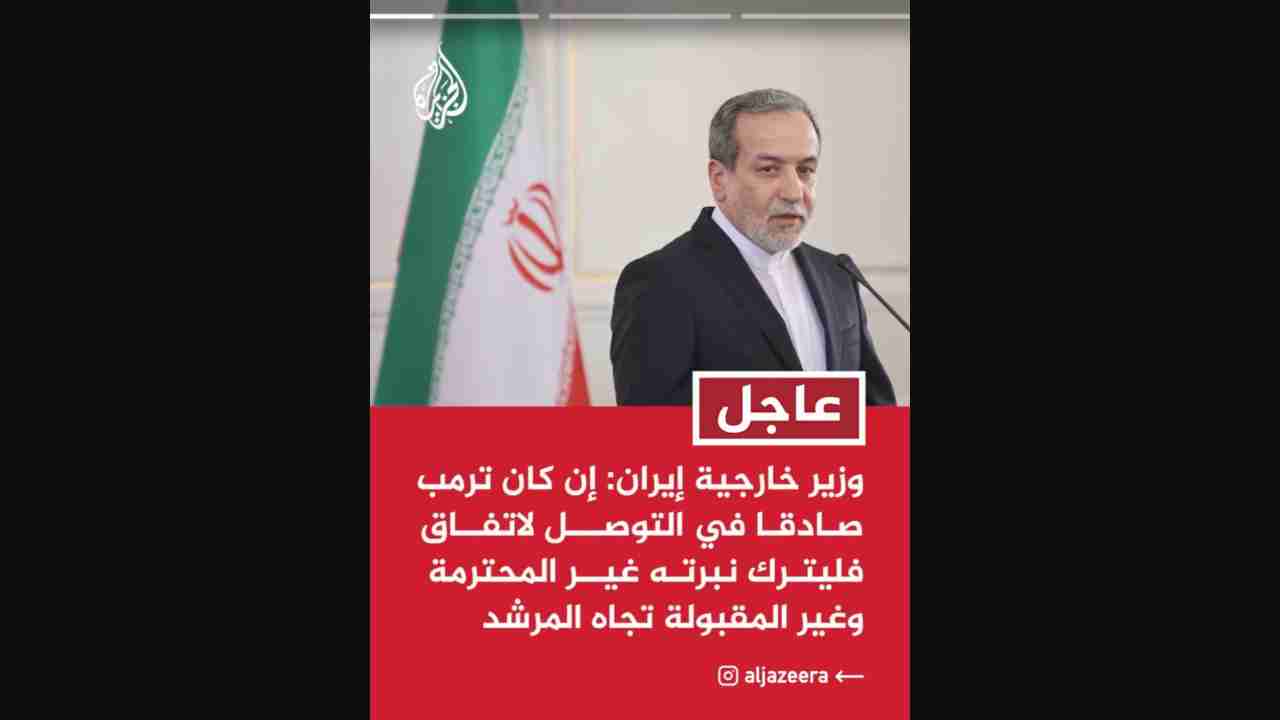 الجزيرة
عاجل
وزير خارجية إيران: إن كان ترمب
صادقا في التوصل لاتفاق
فليترك نبرته غير المحترمة
وغير المقبولة تجاه المرشد
aljazeera